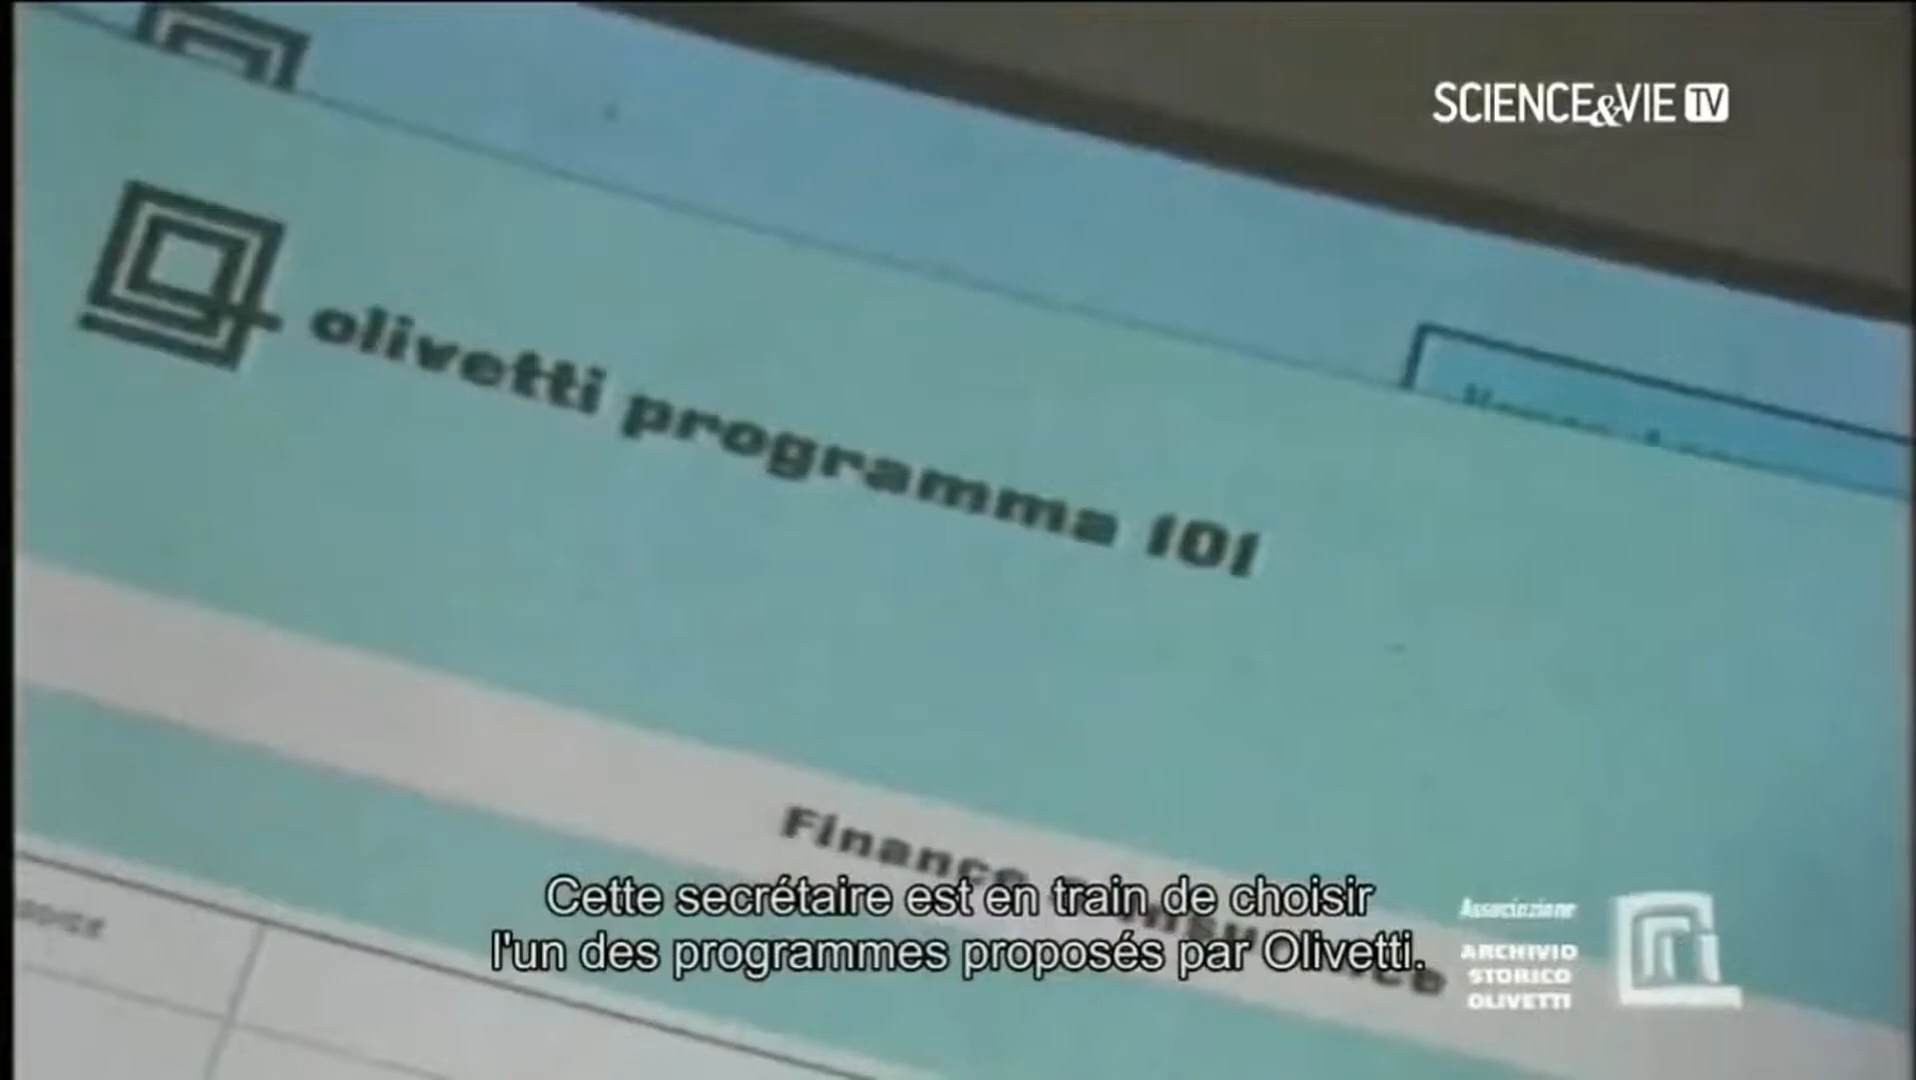 SCIENCE&VIE TV
olivetti programma 101
Finance
Cette secrétaire est en train de choisir
l'un des programmes proposés par Olivetti.
Associazione
ARCHIVIO
STORICO
OLIVETTI